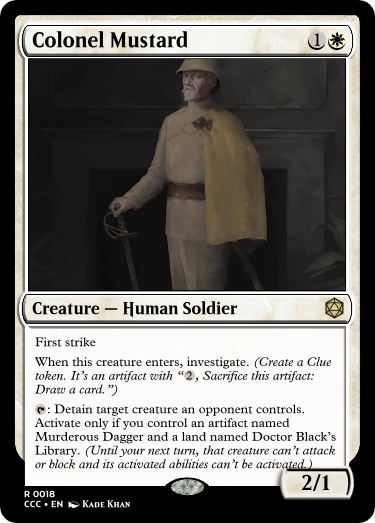 Colonel Mustard
1
Creature — Human Soldier
First strike
When this creature enters, investigate. (Create a Clue
token. It's an artifact with “2, Sacrifice this artifact:
Draw a card.”)
: Detain target creature an opponent controls.
Activate only if you control an artifact named
Murderous Dagger and a land named Doctor Black's
Library. (Until your next turn, that creature can't attack
or block and its activated abilities can't be activated.)
2/1
R 0018
CCC • EN Kade Khan